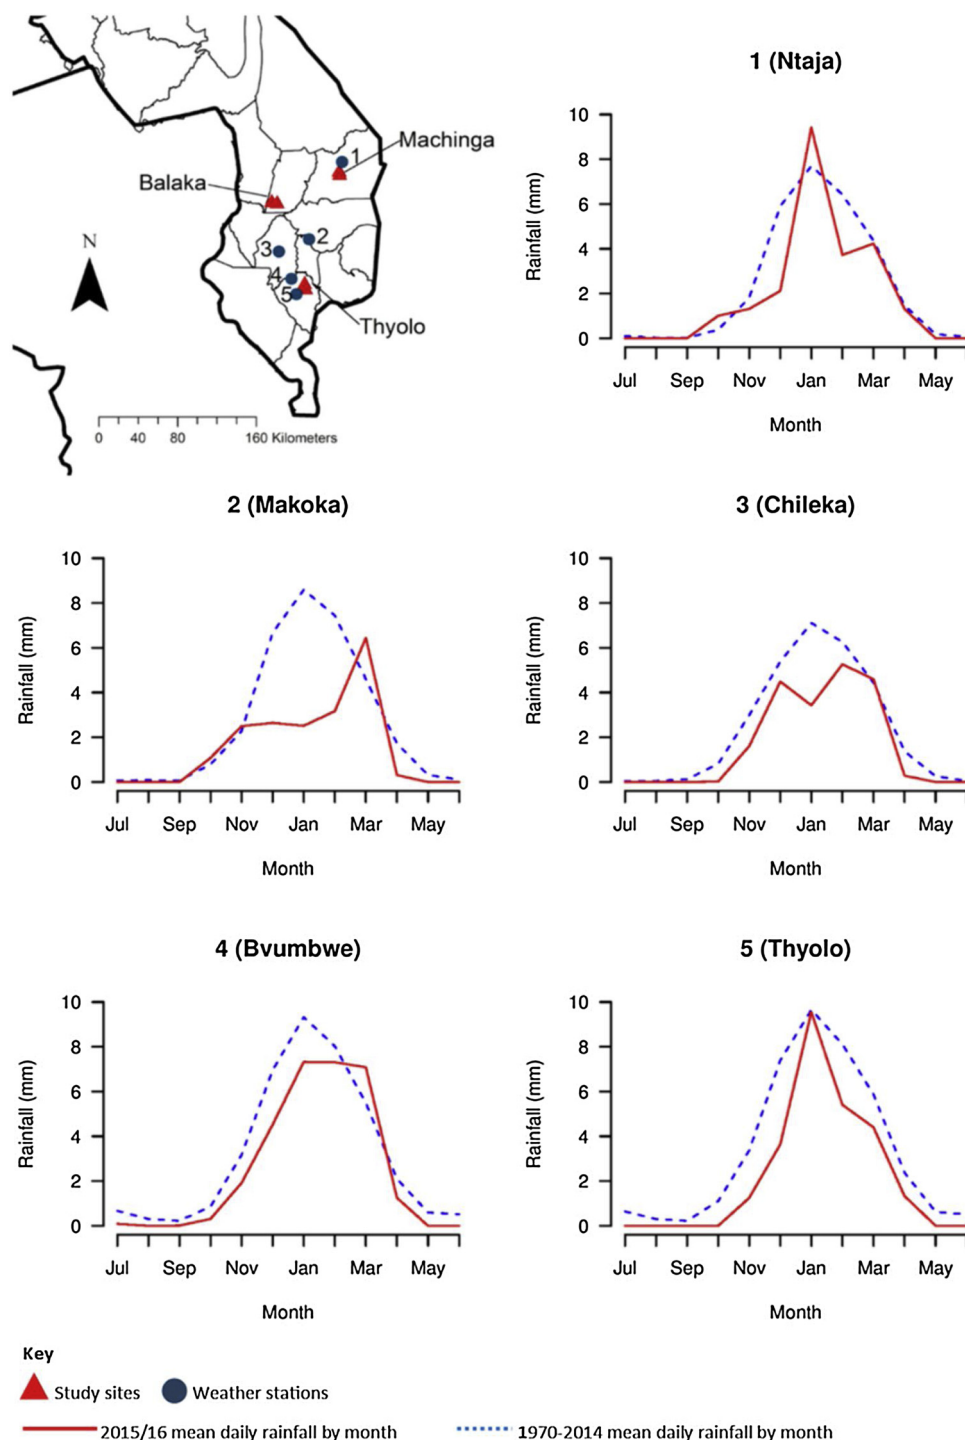 Machinga
Balaka
Thyolo
N
1
2
3
4
5
0 40 80 160 Kilometers
1 (Ntaja)
Rainfall (mm)
10
8
6
4
2
0
Jul Sep Nov Jan Mar May
Month
2 (Makoka)
Rainfall (mm)
10
8
6
4
2
0
Jul Sep Nov Jan Mar May
Month
3 (Chileka)
Rainfall (mm)
10
8
6
4
2
0
Jul Sep Nov Jan Mar May
Month
4 (Bvumbwe)
Rainfall (mm)
10
8
6
4
2
0
Jul Sep Nov Jan Mar May
Month
5 (Thyolo)
Rainfall (mm)
10
8
6
4
2
0
Jul Sep Nov Jan Mar May
Month
Key
Study sites Weather stations
2015/16 mean daily rainfall by month 1970-2014 mean daily rainfall by month